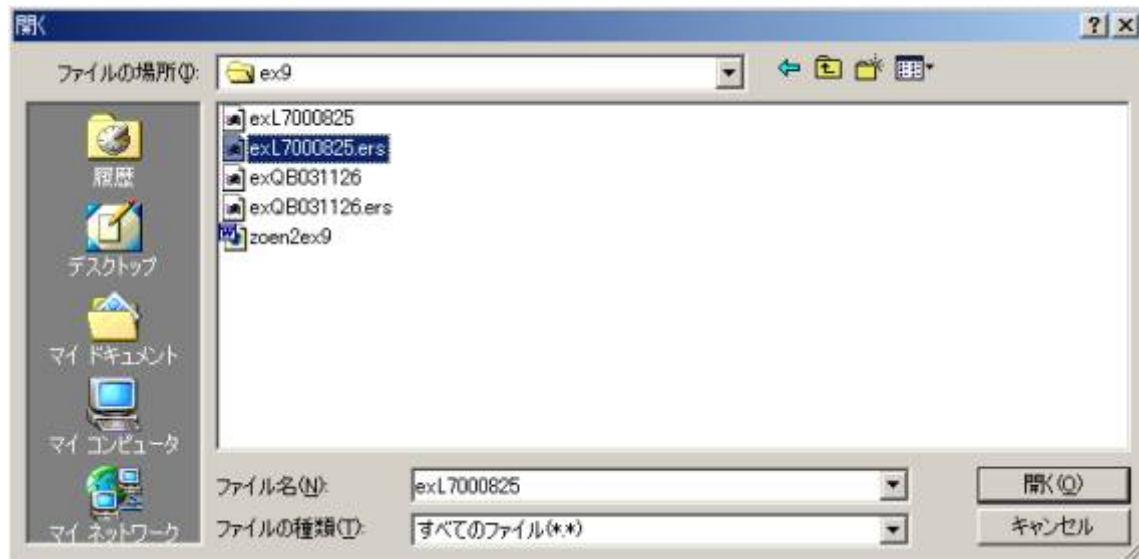 開く
ファイルの場所(I):
ex9
exL7000825
exL7000825.ers
exQB031126
exQB031126.ers
zoen2ex9
履歴
デスクトップ
マイ ドキュメント
マイ コンピュータ
マイ ネットワーク
ファイル名(N):
exL7000825
開く(O)
ファイルの種類(T):
すべてのファイル(*.*)
キャンセル